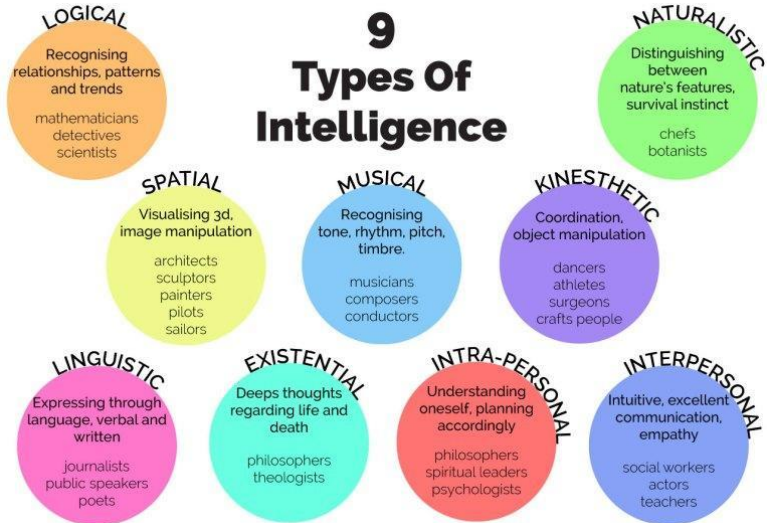 9
Types Of
Intelligence
LOGICAL
Recognising
relationships, patterns
and trends
mathematicians
detectives
scientists
NATURALISTIC
Distinguishing
between
nature's features,
survival instinct
chefs
botanists
SPATIAL
Visualising 3d,
image manipulation
architects
sculptors
painters
pilots
sailors
MUSICAL
Recognising
tone, rhythm, pitch,
timbre.
musicians
composers
conductors
KINESTHETIC
Coordination,
object manipulation
dancers
athletes
surgeons
crafts people
LINGUISTIC
Expressing through
language, verbal and
written
journalists
public speakers
poets
EXISTENTIAL
Deeps thoughts
regarding life and
death
philosophers
theologists
INTRA-PERSONAL
Understanding
oneself, planning
accordingly
philosophers
spiritual leaders
psychologists
INTERPERSONAL
Intuitive, excellent
communication,
empathy
social workers
actors
teachers